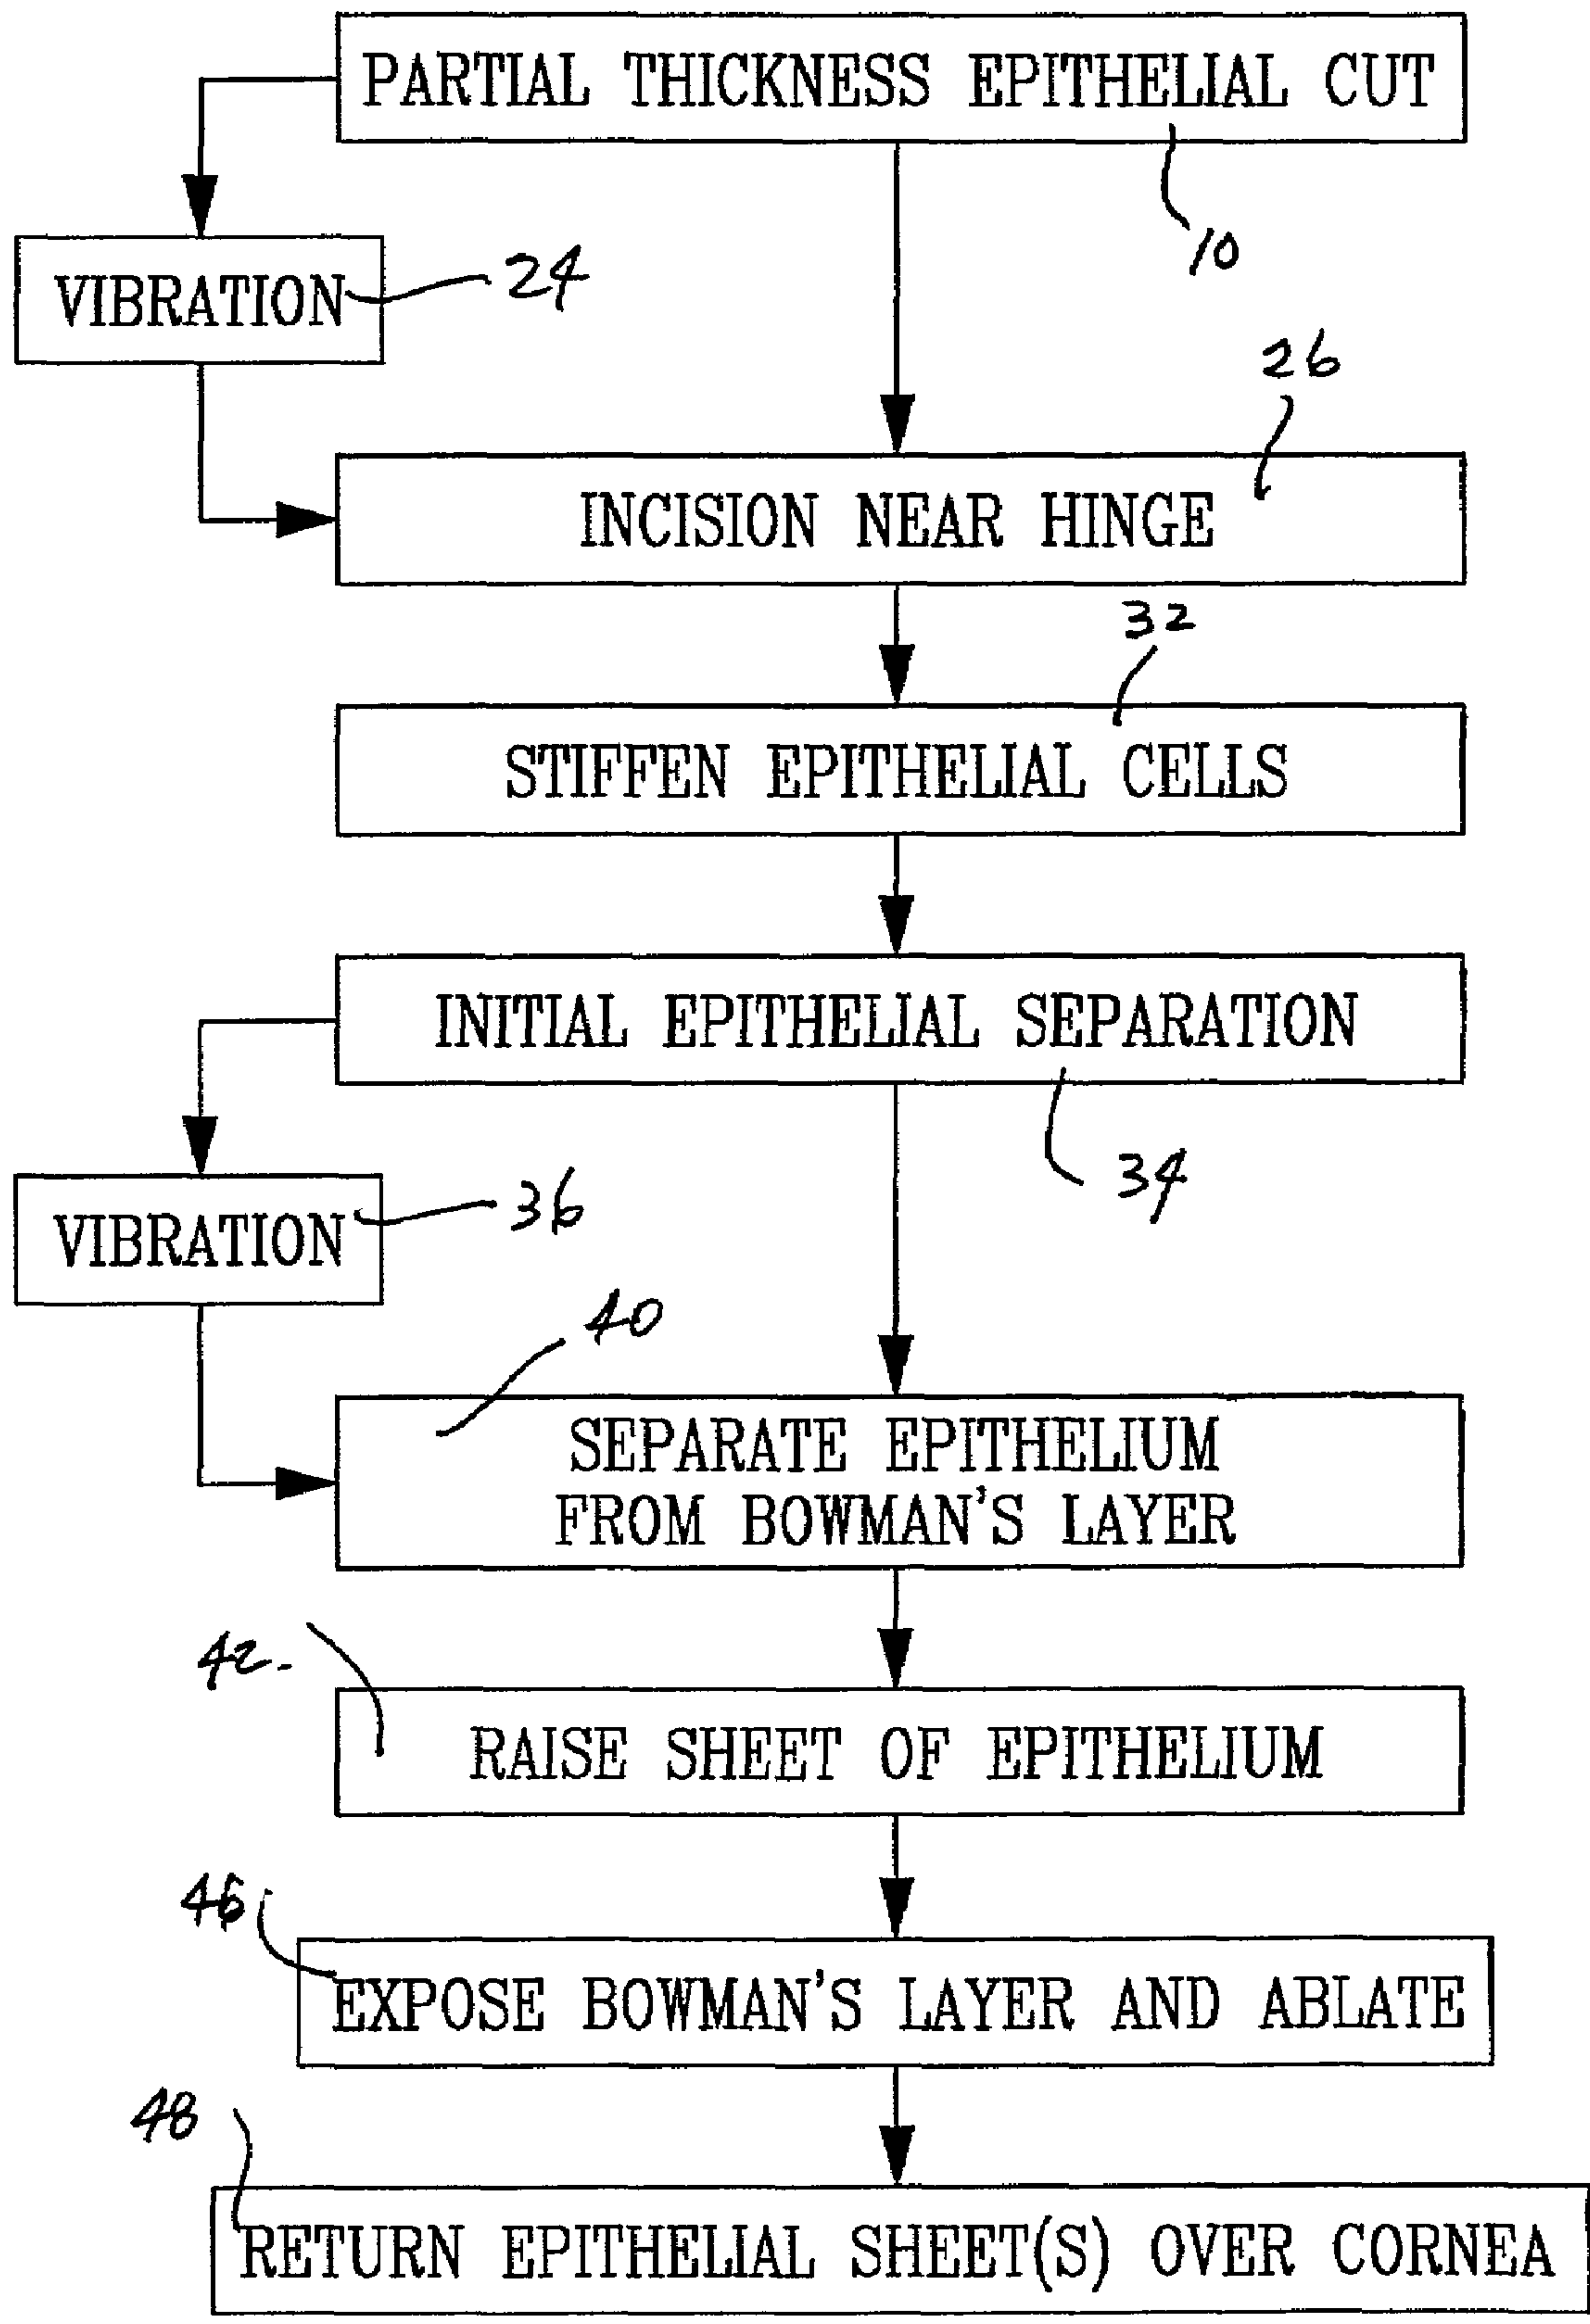 PARTIAL THICKNESS EPITHELIAL CUT
10
VIBRATION
24
26
INCISION NEAR HINGE
32
STIFFEN EPITHELIAL CELLS
INITIAL EPITHELIAL SEPARATION
34
VIBRATION
36
40
SEPARATE EPITHELIUM
FROM BOWMAN'S LAYER
42
RAISE SHEET OF EPITHELIUM
46
EXPOSE BOWMAN'S LAYER AND ABLATE
48
RETURN EPITHELIAL SHEET(S) OVER CORNEA